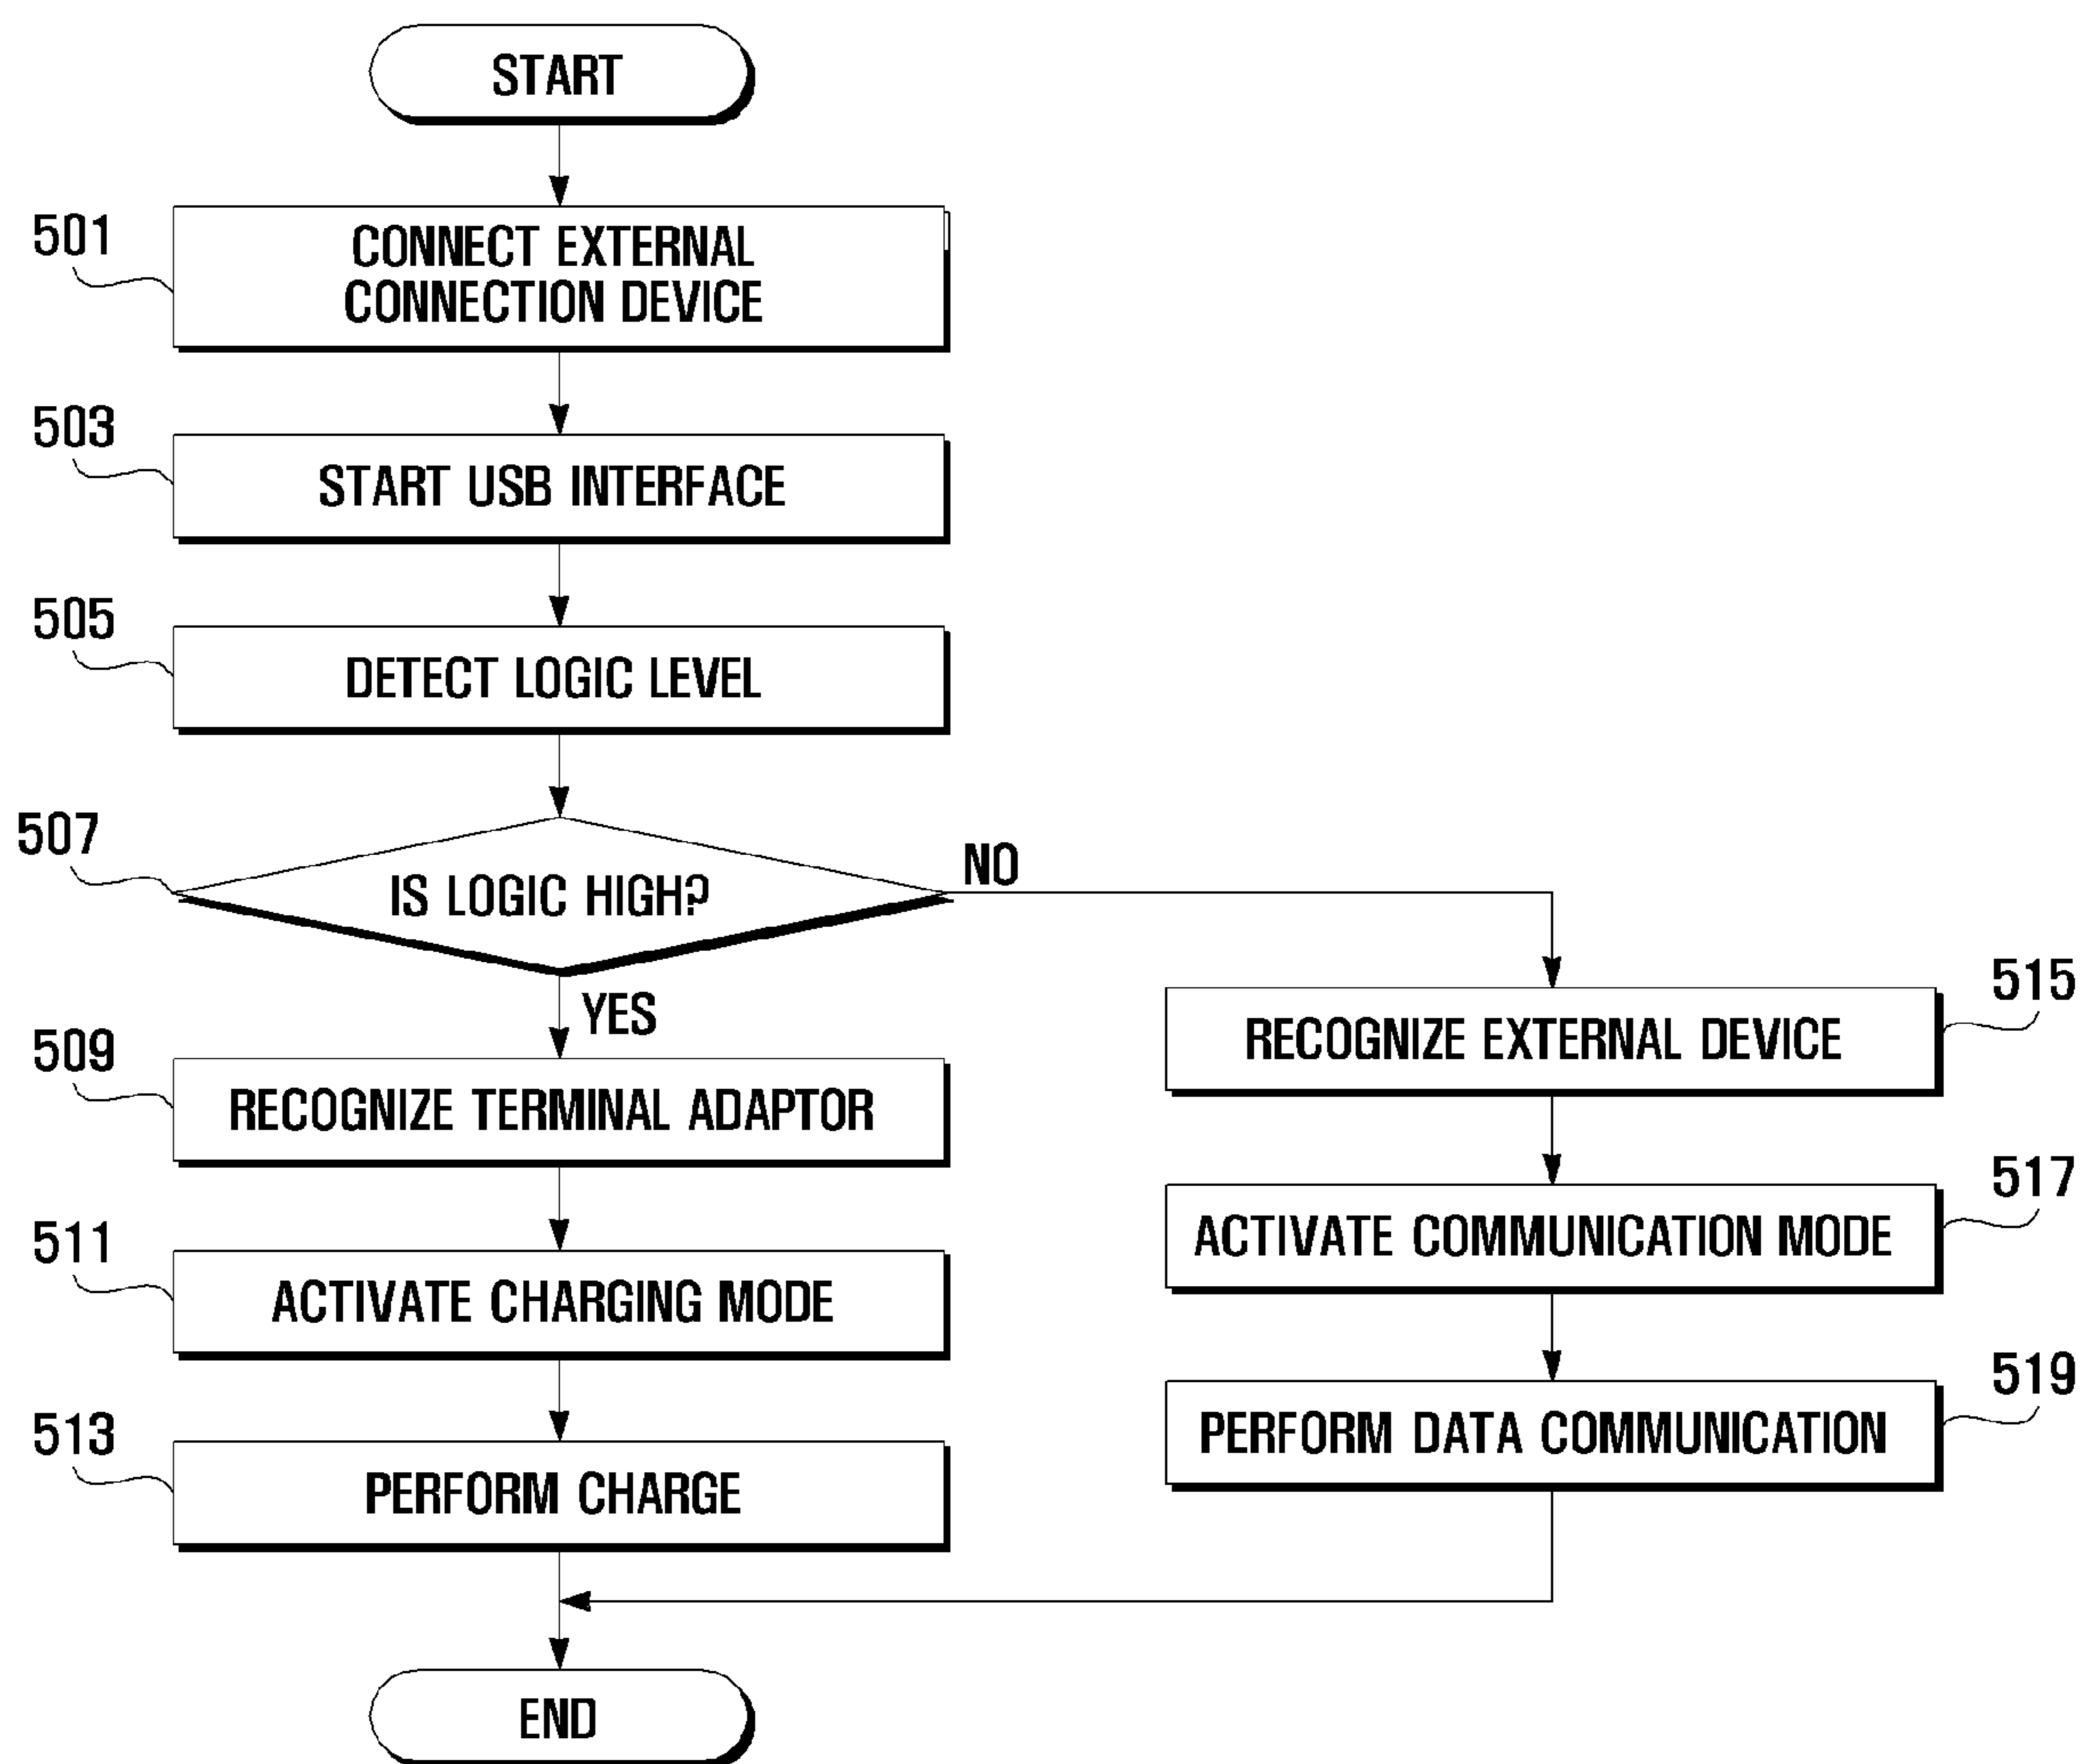 START
501
CONNECT EXTERNAL
CONNECTION DEVICE
503
START USB INTERFACE
505
DETECT LOGIC LEVEL
507
IS LOGIC HIGH?
NO
YES
509
RECOGNIZE TERMINAL ADAPTOR
511
ACTIVATE CHARGING MODE
513
PERFORM CHARGE
515
RECOGNIZE EXTERNAL DEVICE
517
ACTIVATE COMMUNICATION MODE
519
PERFORM DATA COMMUNICATION
END